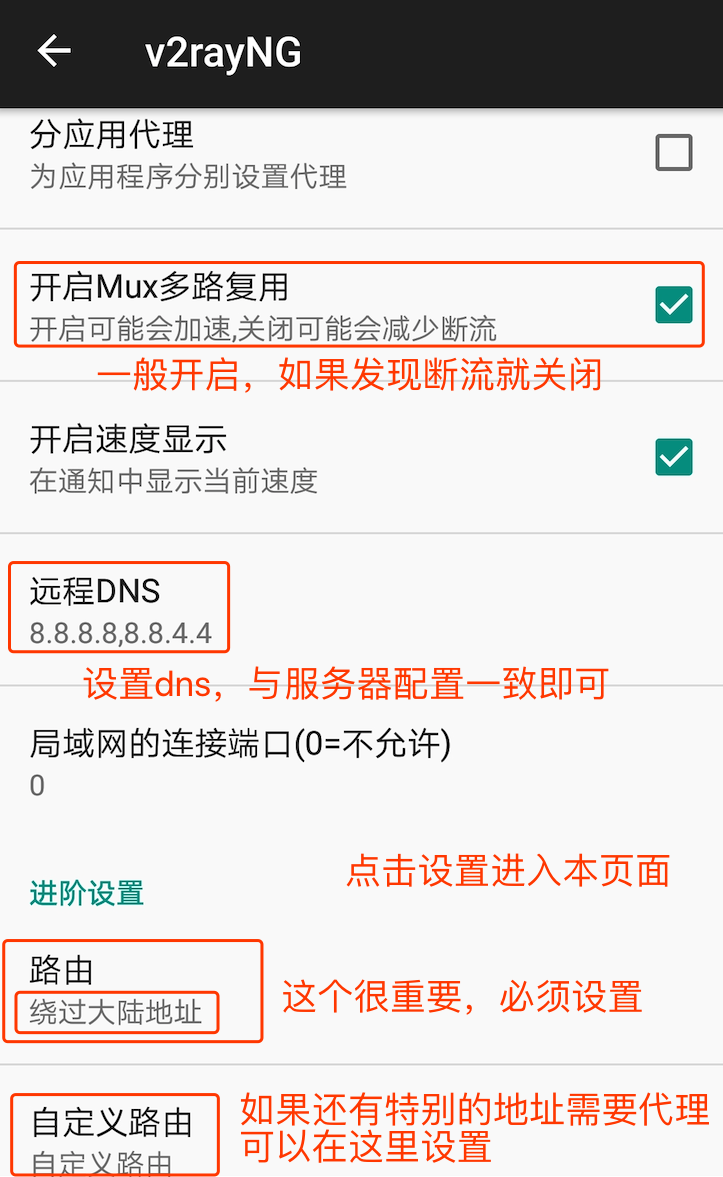 v2rayNG
分应用代理
为应用程序分别设置代理
开启Mux多路复用
开启可能会加速,关闭可能会减少断流
一般开启，如果发现断流就关闭
开启速度显示
在通知中显示当前速度
远程DNS
8.8.8.8,8.8.4.4
设置dns，与服务器配置一致即可
局域网的连接端口(0=不允许)
0
点击设置进入本页面
进阶设置
路由
绕过大陆地址
这个很重要，必须设置
自定义路由
自定义路由
如果还有特别的地址需要代理
可以在这里设置